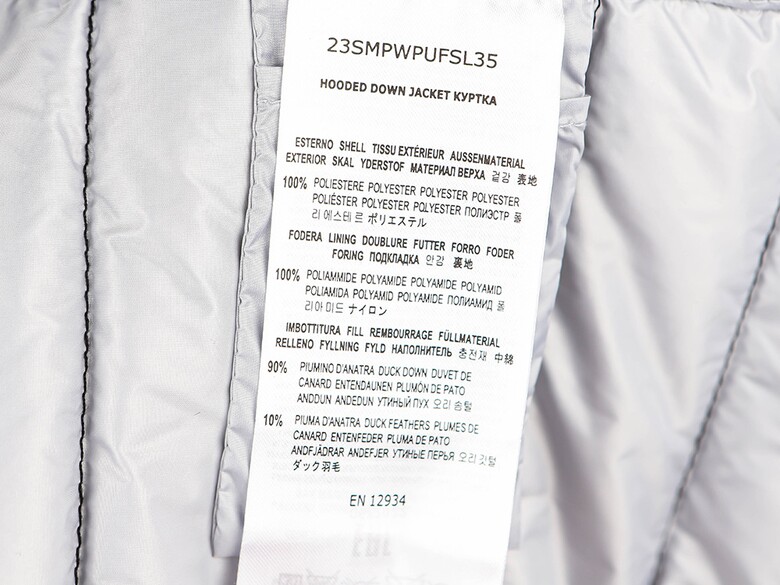 23SMPWPUFSL35
HOODED DOWN JACKET КУРТКА
ESTERNO SHELL TISSU EXTÉRIEUR AUSSENMATERIAL
EXTERIOR SKAL YDERSTOF МАТЕРИАЛ ВЕРХА 겉감 表地
100% POLIESTERE POLYESTER POLYESTER POLYESTER
POLIÉSTER POLYESTER POLYESTER ПОЛИЭСТР 폴
리에스테르 ポリエステル
FODERA LINING DOUBLURE FUTTER FORRO FODER
FORING ПОДКЛАДКА 안감 裏地
100% POLIAMMIDE POLYAMIDE POLYAMIDE POLYAMID
POLIAMIDA POLYAMID POLYAMIDE ПОЛИАМИД 폴
리아미드 ナイロン
IMBOTTITURA FILL REMBOURRAGE FÜLLMATERIAL
RELLENO FYLLNING FYLD НАПОЛНИТЕЛЬ 충전재 中綿
90% PIUMINO D'ANATRA DUCK DOWN DUVET DE
CANARD ENTENDAUNEN PLUMÓN DE PATO
ANDDUN ANDEDUN УТИНЫЙ ПУХ 오리 솜털
10% PIUMA D'ANATRA DUCK FEATHERS PLUMES DE
CANARD ENTENFEDER PLUMA DE PATO
ANDFJÄDRAR ANDEFJER УТИНЫЕ ПЕРЬЯ 오리 깃털
ダック羽毛
EN 12934